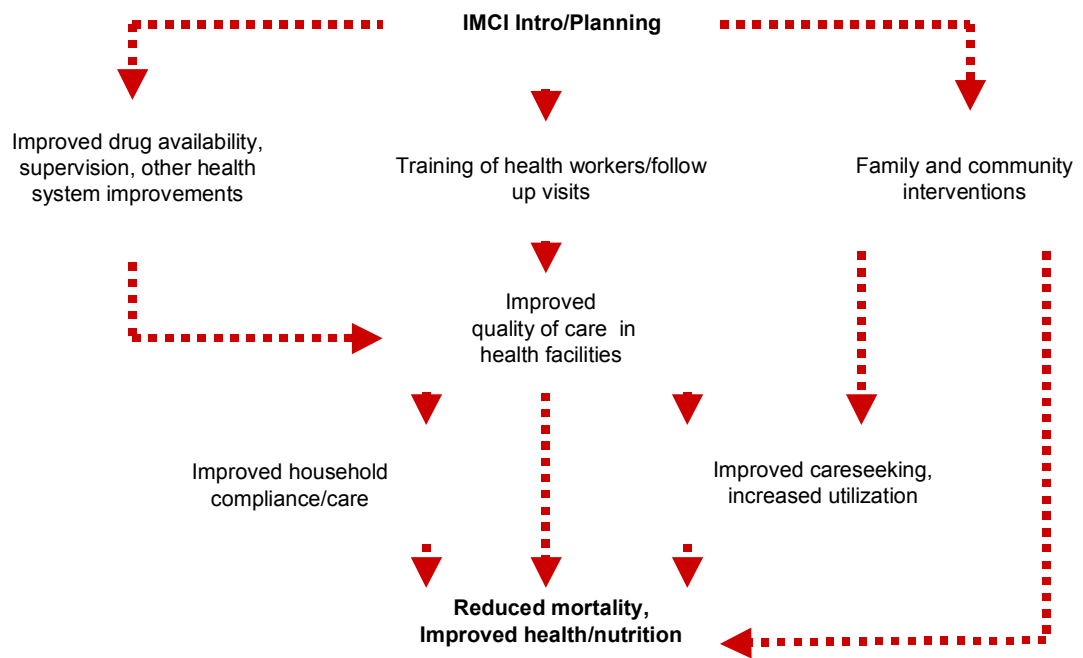 IMCI Intro/Planning
Improved drug availability,
supervision, other health
system improvements
Training of health workers/follow
up visits
Family and community
interventions
Improved
quality of care in
health facilities
Improved household
compliance/care
Improved careseeking,
increased utilization
Reduced mortality,
Improved health/nutrition